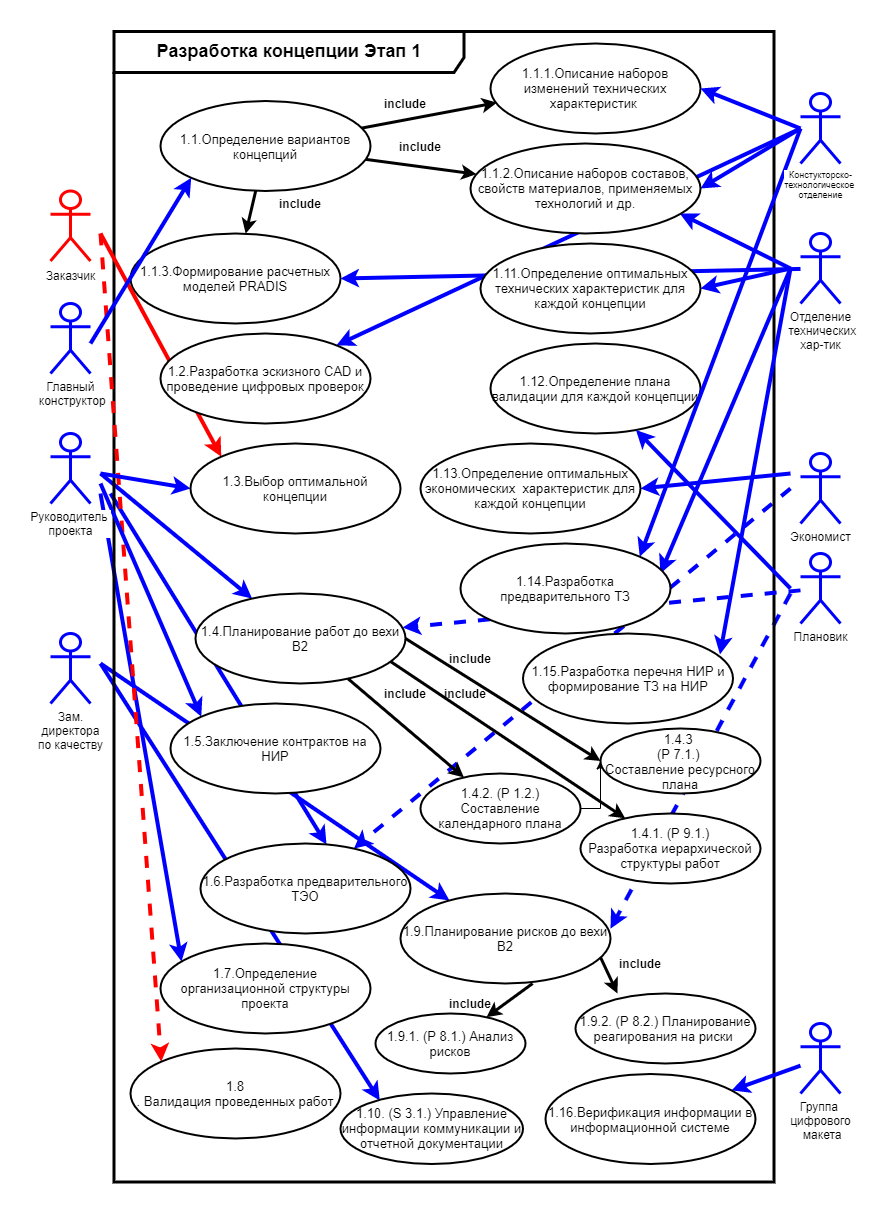 Разработка концепции Этап 1
1.1.1.Описание наборов
изменений технических
характеристик
include
1.1.Определение вариантов
концепций
include
1.1.2.Описание наборов составов,
свойств материалов, применяемых
технологий и др.
Констукторско-
технологическое
отделение
include
Заказчик
1.1.3.Формирование расчетных
моделей PRADIS
1.11.Определение оптимальных
технических характеристик для
каждой концепции
Отделение
технических
хар-тик
Главный
конструктор
1.2.Разработка эскизного CAD и
проведение цифровых проверок
1.12.Определение плана
валидации для каждой концепции
1.3.Выбор оптимальной
концепции
1.13.Определение оптимальных
экономических характеристик для
каждой концепции
Руководитель
проекта
Экономист
1.14.Разработка
предварительного ТЗ
Плановик
1.4.Планирование работ до вехи
В2
include
include
include
1.15.Разработка перечня НИР и
формирование ТЗ на НИР
Зам.
директора
по качеству
1.5.Заключение контрактов на
НИР
1.4.3
(Р 7.1.)
Составление ресурсного
плана
1.4.2. (Р 1.2.)
Составление
календарного плана
1.4.1. (Р 9.1.)
Разработка иерархической
структуры работ
1.6.Разработка предварительного
ТЭО
1.9.Планирование рисков до вехи
В2
include
include
1.7.Определение
организационной структуры
проекта
1.9.1. (Р 8.1.) Анализ
рисков
1.9.2. (Р 8.2.) Планирование
реагирования на риски
1.8
Валидация проведенных работ
1.10. (S 3.1.) Управление
информации коммуникации и
отчетной документации
1.16.Верификация информации в
информационной системе
Группа
цифрового
макета